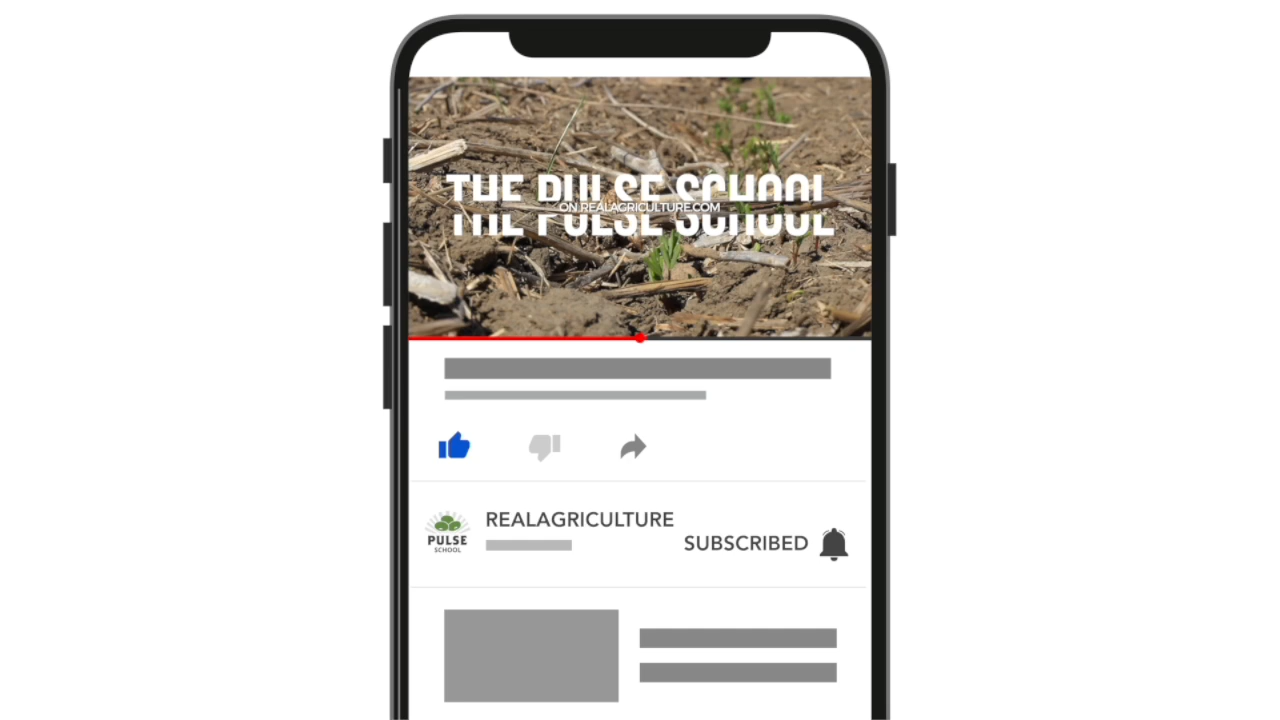 THE PULSE SCHOOL
ON REALAGRICULTURE.COM
REALAGRICULTURE
PULSE
SCHOOL
SUBSCRIBED